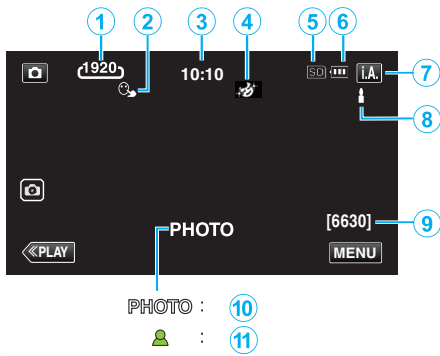 1 2 3 4 5 6
1920 10:10 SD i.A. 7
8
[6630] 9
PHOTO
≪PLAY MENU
PHOTO : 10
: 11